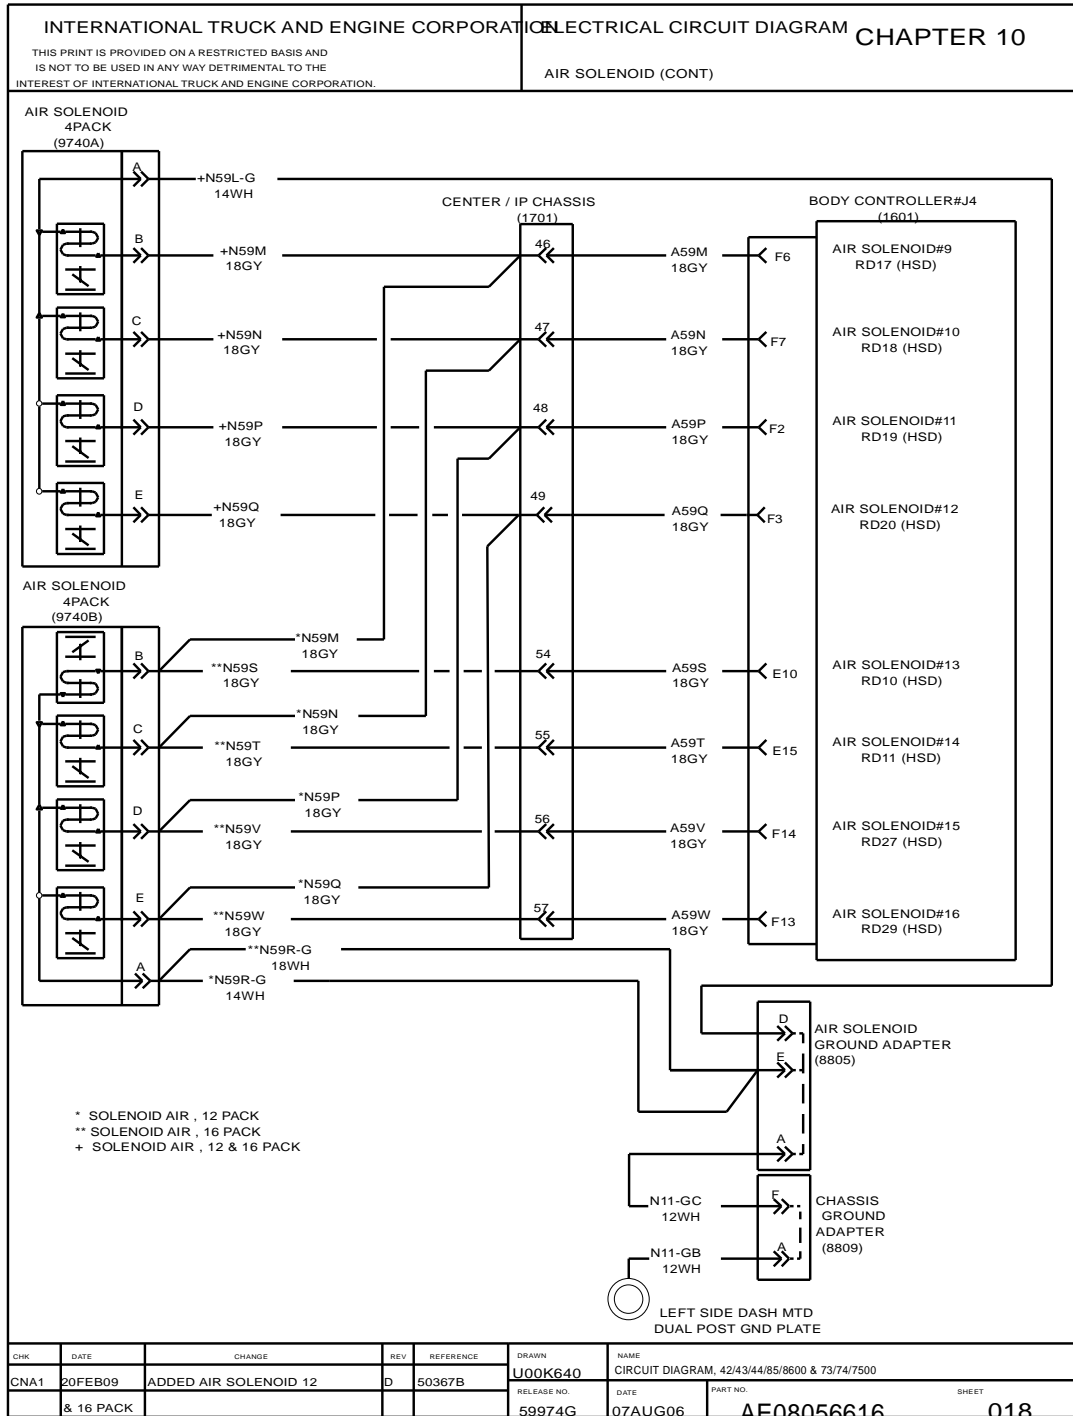 INTERNATIONAL TRUCK AND ENGINE CORPORATION
THIS PRINT IS PROVIDED ON A RESTRICTED BASIS AND
IS NOT TO BE USED IN ANY WAY DETRIMENTAL TO THE
INTEREST OF INTERNATIONAL TRUCK AND ENGINE CORPORATION.
ELECTRICAL CIRCUIT DIAGRAM
CHAPTER 10
AIR SOLENOID (CONT)
AIR SOLENOID
4PACK
(9740A)
A
+N59L-G
14WH
CENTER / IP CHASSIS
(1701)
BODY CONTROLLER#J4
(1601)
B
+N59M
18GY
46
A59M
18GY
F6
AIR SOLENOID#9
RD17 (HSD)
C
+N59N
18GY
47
A59N
18GY
F7
AIR SOLENOID#10
RD18 (HSD)
D
+N59P
18GY
48
A59P
18GY
F2
AIR SOLENOID#11
RD19 (HSD)
E
+N59Q
18GY
49
A59Q
18GY
F3
AIR SOLENOID#12
RD20 (HSD)
AIR SOLENOID
4PACK
(9740B)
*N59M
18GY
B
**N59S
18GY
54
A59S
18GY
E10
AIR SOLENOID#13
RD10 (HSD)
*N59N
18GY
C
**N59T
18GY
55
A59T
18GY
E15
AIR SOLENOID#14
RD11 (HSD)
*N59P
18GY
D
**N59V
18GY
56
A59V
18GY
F14
AIR SOLENOID#15
RD27 (HSD)
*N59Q
18GY
E
**N59W
18GY
57
A59W
18GY
F13
AIR SOLENOID#16
RD29 (HSD)
**N59R-G
18WH
A
*N59R-G
14WH
D
E
A
AIR SOLENOID
GROUND ADAPTER
(8805)
* SOLENOID AIR , 12 PACK
** SOLENOID AIR , 16 PACK
+ SOLENOID AIR , 12 & 16 PACK
N11-GC
12WH
F
CHASSIS
GROUND
ADAPTER
(8809)
N11-GB
12WH
A
LEFT SIDE DASH MTD
DUAL POST GND PLATE
CHK DATE CHANGE REV REFERENCE
CNA1 20FEB09 ADDED AIR SOLENOID 12 D 50367B
& 16 PACK
DRAWN
U00K640
NAME
CIRCUIT DIAGRAM, 42/43/44/85/8600 & 73/74/7500
RELEASE NO.
59974G
DATE
07AUG06
PART NO.
AE08056616
SHEET
018